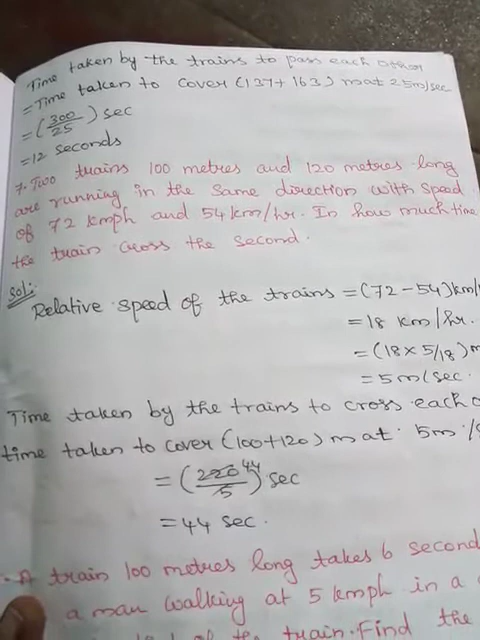 Time taken by the trains to pass each other
= Time taken to cover (137+163) m at 25m/sec
= (300/25) sec
= 12 seconds
7. Two trains 100 metres and 120 metres long
are running in the same direction with speed
of 72 kmph and 54 km/hr. In how much time
the train cross the second.
Sol:
Relative speed of the trains = (72-54) km/
= 18 km/hr.
= (18 x 5/18) m
= 5 m/sec.
Time taken by the trains to cross each o
time taken to cover (100+120) m at 5m /s
= (220/5) 44 sec
= 44 sec.
A train 100 metres long takes 6 second
a man walking at 5 kmph in a
the train. Find the